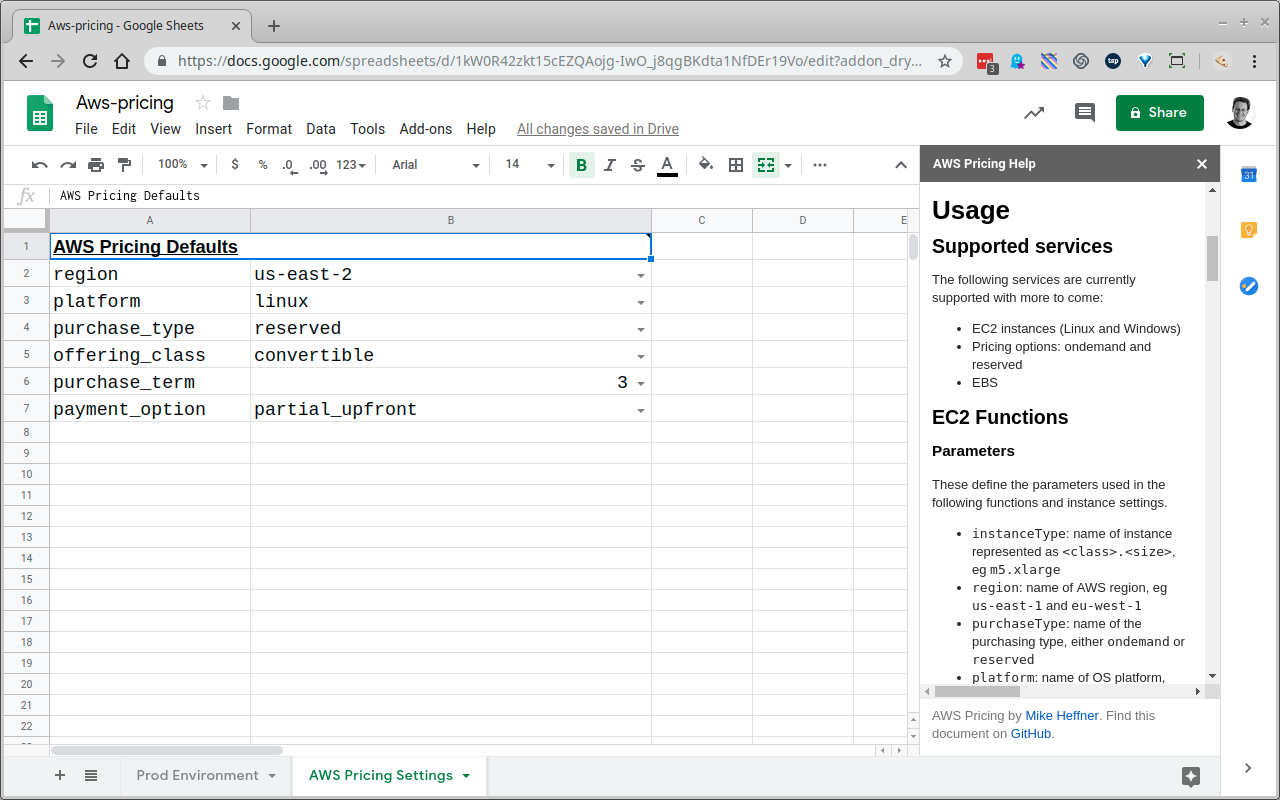 Aws-pricing - Google Sheets
https://docs.google.com/spreadsheets/d/1kW0R42zkt15cEZQAojg-IwO_j8qgBKdta1NfDEr19Vo/edit?addon_dry...
3
tsp
Aws-pricing
File Edit View Insert Format Data Tools Add-ons Help All changes saved in Drive
Share
100% $ % .0 .00 123 Arial 14 B I S A
fx AWS Pricing Defaults
A B C D E
1 AWS Pricing Defaults
2 region us-east-2
3 platform linux
4 purchase_type reserved
5 offering_class convertible
6 purchase_term 3
7 payment_option partial_upfront
8
9
10
11
12
13
14
15
16
17
18
19
20
21
22
AWS Pricing Help
Usage
Supported services
The following services are currently
supported with more to come:
• EC2 instances (Linux and Windows)
• Pricing options: ondemand and
reserved
• EBS
EC2 Functions
Parameters
These define the parameters used in the
following functions and instance settings.
• instanceType: name of instance
represented as <class>.<size>,
eg m5.xlarge
• region: name of AWS region, eg
us-east-1 and eu-west-1
• purchaseType: name of the
purchasing type, either ondemand or
reserved
• platform: name of OS platform,
AWS Pricing by Mike Heffner. Find this
document on GitHub.
31
Prod Environment AWS Pricing Settings